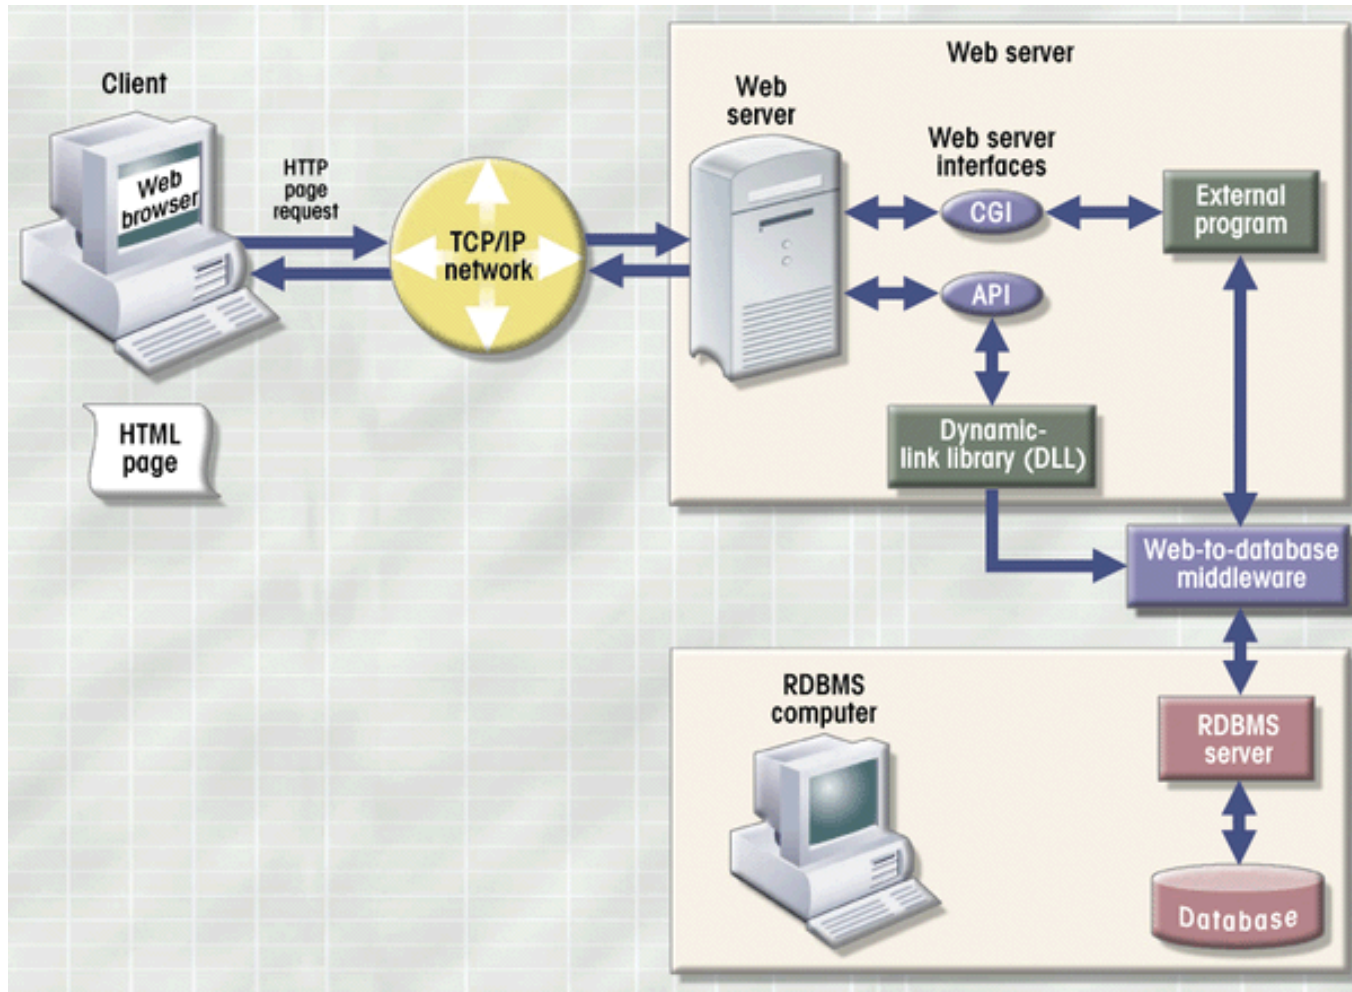 Client
Web
browser
HTTP
page
request
TCP/IP
network
HTML
page
Web server
Web
server
Web server
interfaces
CGI
API
External
program
Dynamic-
link library (DLL)
Web-to-database
middleware
RDBMS
computer
RDBMS
server
Database